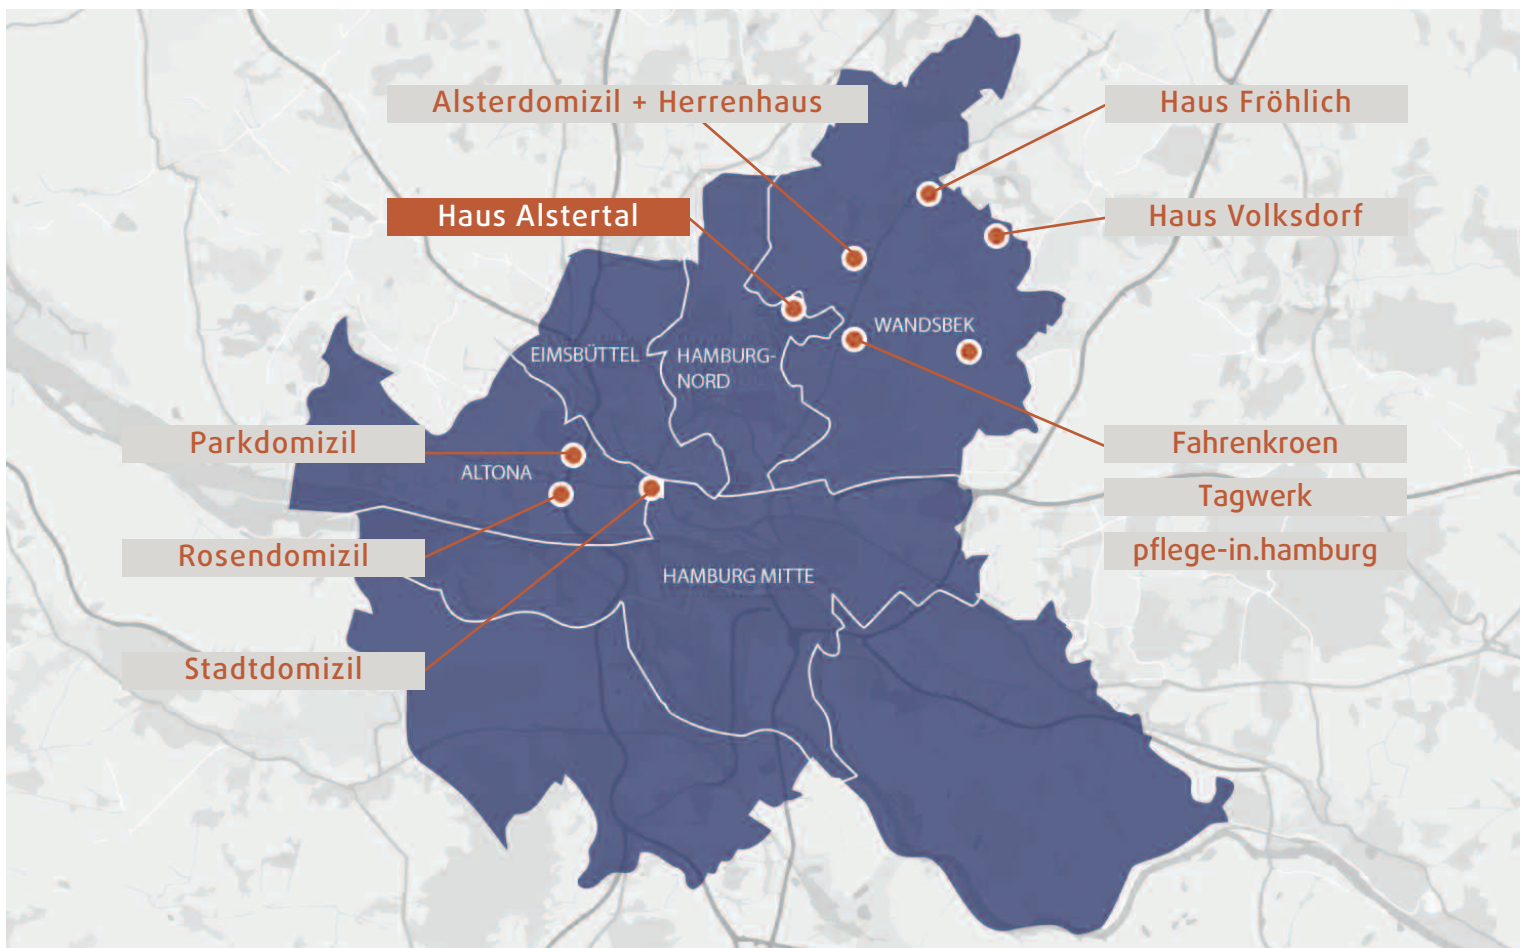 Alsterdomizil + Herrenhaus
Haus Fröhlich
Haus Alstertal
Haus Volksdorf
WANDSBEK
EIMSBÜTTEL
HAMBURG-
NORD
Parkdomizil
ALTONA
Fahrenkroen
Tagwerk
Rosendomizil
pflege-in.hamburg
HAMBURG MITTE
Stadtdomizil